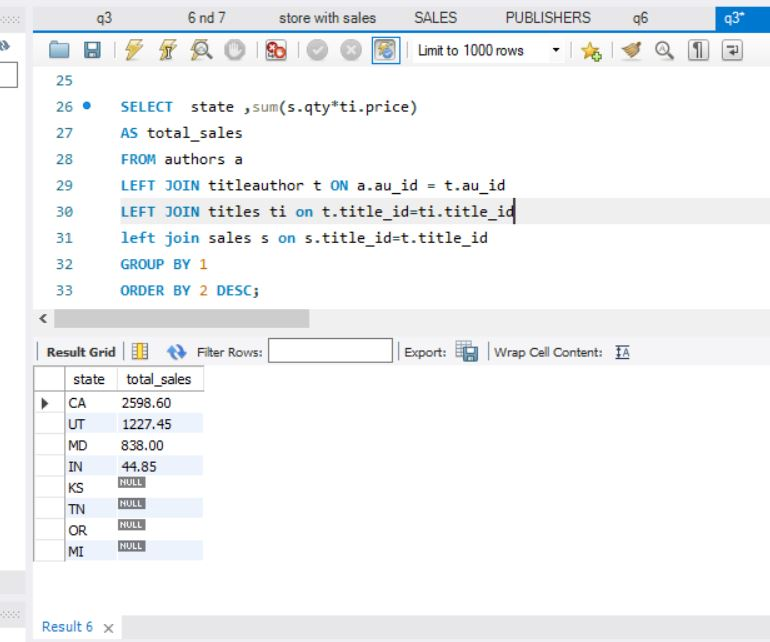 q3 6 nd 7 store with sales SALES PUBLISHERS q6 q3*
Limit to 1000 rows
25
26 SELECT state ,sum(s.qty*ti.price)
27 AS total_sales
28 FROM authors a
29 LEFT JOIN titleauthor t ON a.au_id = t.au_id
30 LEFT JOIN titles ti on t.title_id=ti.title_id
31 left join sales s on s.title_id=t.title_id
32 GROUP BY 1
33 ORDER BY 2 DESC;
Result Grid Filter Rows: Export: Wrap Cell Content:
state total_sales
CA 2598.60
UT 1227.45
MD 838.00
IN 44.85
KS NULL
TN NULL
OR NULL
MI NULL
Result 6